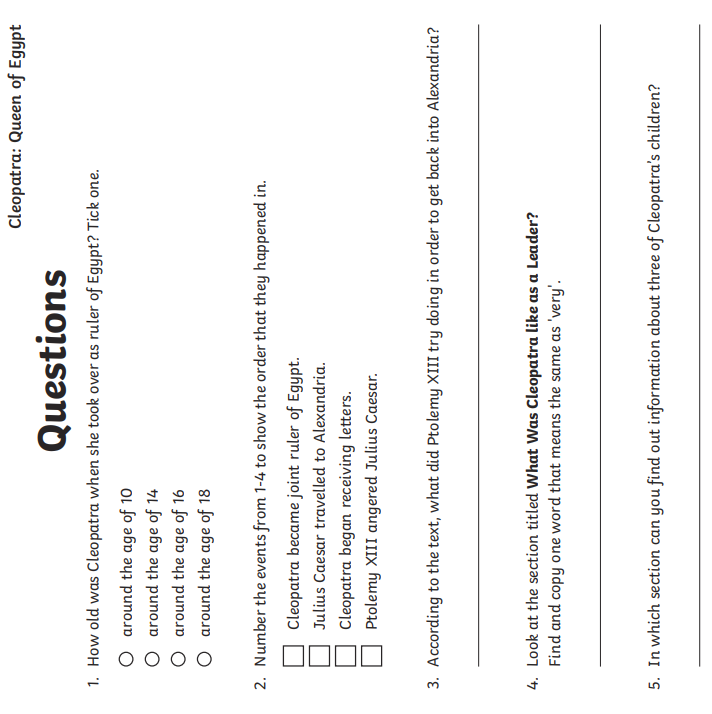 Cleopatra: Queen of Egypt
Questions
1. How old was Cleopatra when she took over as ruler of Egypt? Tick one.
around the age of 10
around the age of 14
around the age of 16
around the age of 18
2. Number the events from 1-4 to show the order that they happened in.
Cleopatra became joint ruler of Egypt.
Julius Caesar travelled to Alexandria.
Cleopatra began receiving letters.
Ptolemy XIII angered Julius Caesar.
3. According to the text, what did Ptolemy XIII try doing in order to get back into Alexandria?
4. Look at the section titled What Was Cleopatra like as a Leader?
Find and copy one word that means the same as 'very'.
5. In which section can you find out information about three of Cleopatra's children?